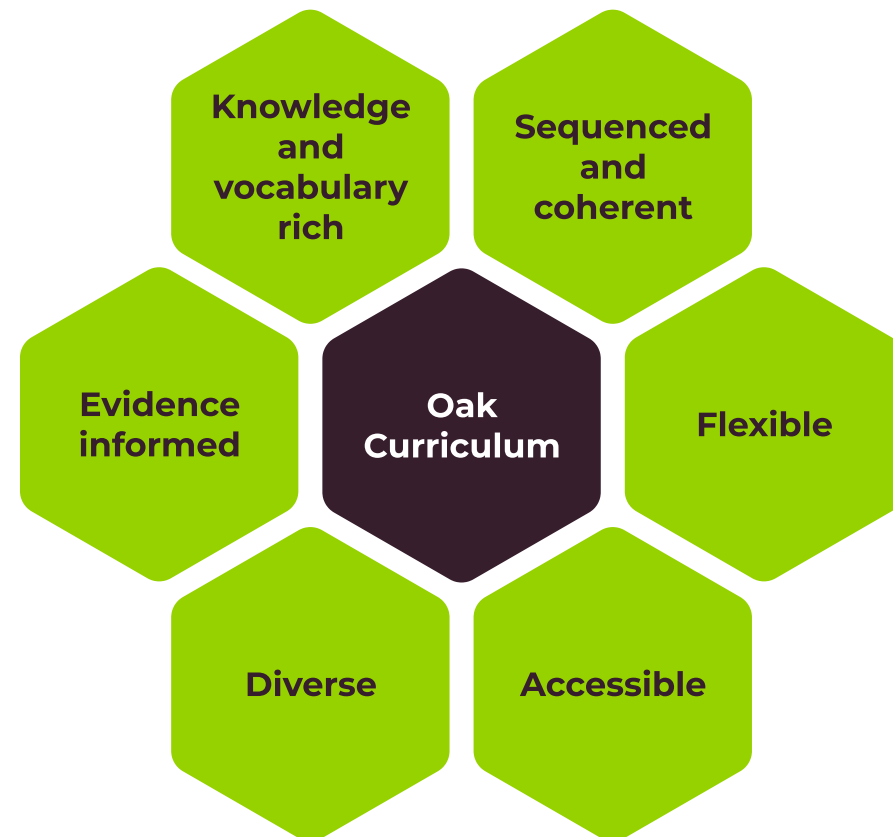 Knowledge
and
vocabulary
rich
Sequenced
and
coherent
Evidence
informed
Oak
Curriculum
Flexible
Diverse
Accessible